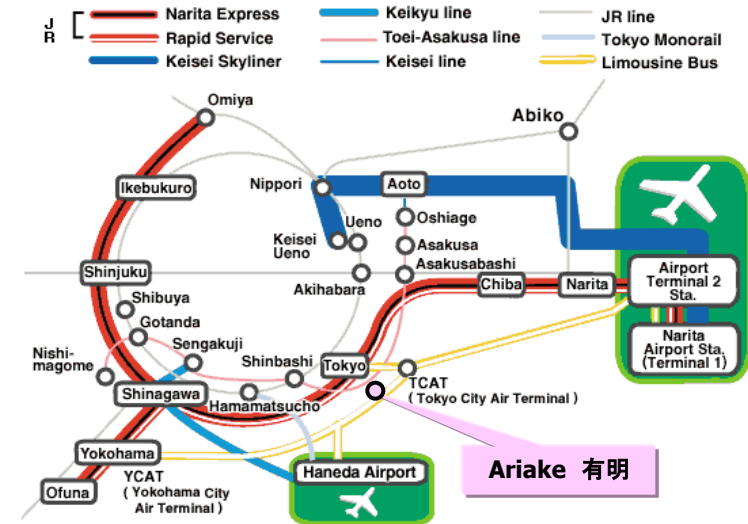 J
R
Narita Express
Rapid Service
Keisei Skyliner
Keikyu line
Toei-Asakusa line
Keisei line
JR line
Tokyo Monorail
Limousine Bus
Omiya
Abiko
Ikebukuro
Nippori
Aoto
Ueno
Keisei
Ueno
Oshiage
Asakusa
Asakusabashi
Shinjuku
Akihabara
Chiba
Narita
Airport
Terminal 2
Sta.
Shibuya
Gotanda
Sengakuji
Nishi-
magome
Shinbashi
Tokyo
Narita
Airport Sta.
(Terminal 1)
Shinagawa
Hamamatsucho
TCAT
( Tokyo City Air Terminal )
Yokohama
YCAT
( Yokohama City
Air Terminal )
Ofuna
Haneda Airport
Ariake 有明